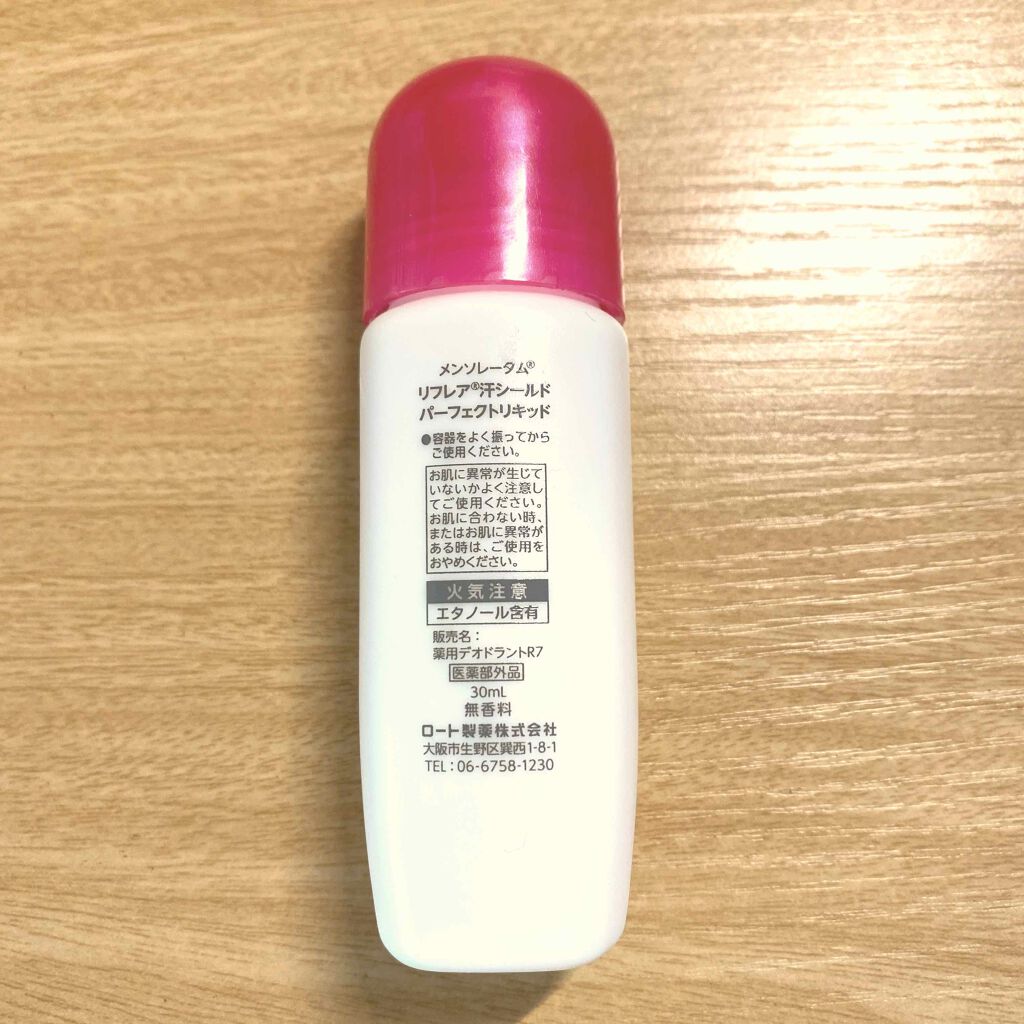 メンソレータム®
リフレア®汗シールド
パーフェクトリキッド
●容器をよく振ってから
ご使用ください。
お肌に異常が生じて
いないかよく注意し
てご使用ください。
お肌に合わない時、
またはお肌に異常が
ある時は、ご使用を
おやめください。
火気注意
エタノール含有
販売名：
薬用デオドラントR7
医薬部外品
30mL
無香料
ロート製薬株式会社
大阪市生野区巽西1-8-1
TEL：06-6758-1230